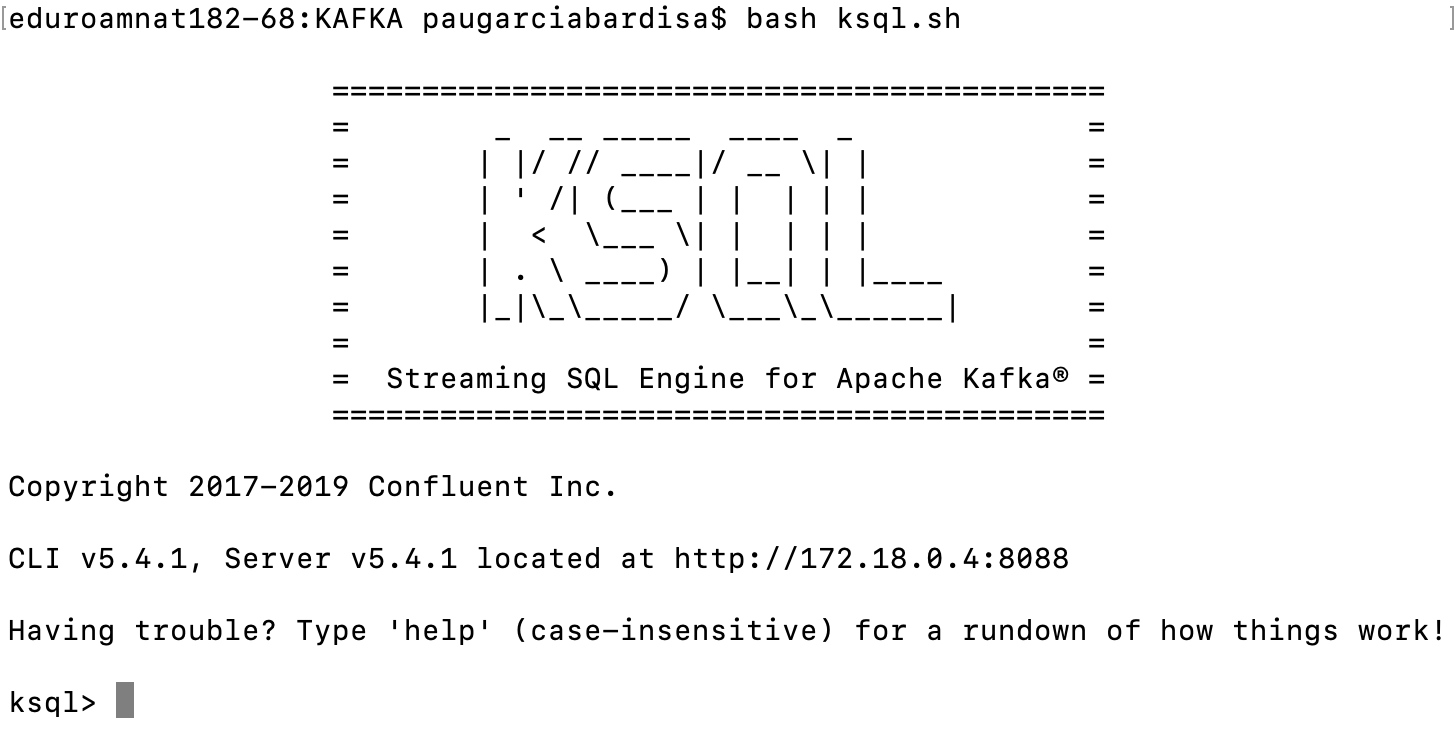 [eduroamnat182-68:KAFKA paugarciabardisa$ bash ksql.sh ]
===========================================
=        _  __ _____  ____  _             =
=       | |/ // ____|/ __ \| |            =
=       | ' /| (___ | |  | | |            =
=       |  <  \___ \| |  | | |            =
=       | . \ ____) | |__| | |____        =
=       |_|\_\_____/ \___\_\______|       =
=                                         =
=  Streaming SQL Engine for Apache Kafka® =
===========================================
Copyright 2017-2019 Confluent Inc.
CLI v5.4.1, Server v5.4.1 located at http://172.18.0.4:8088
Having trouble? Type 'help' (case-insensitive) for a rundown of how things work!
ksql>